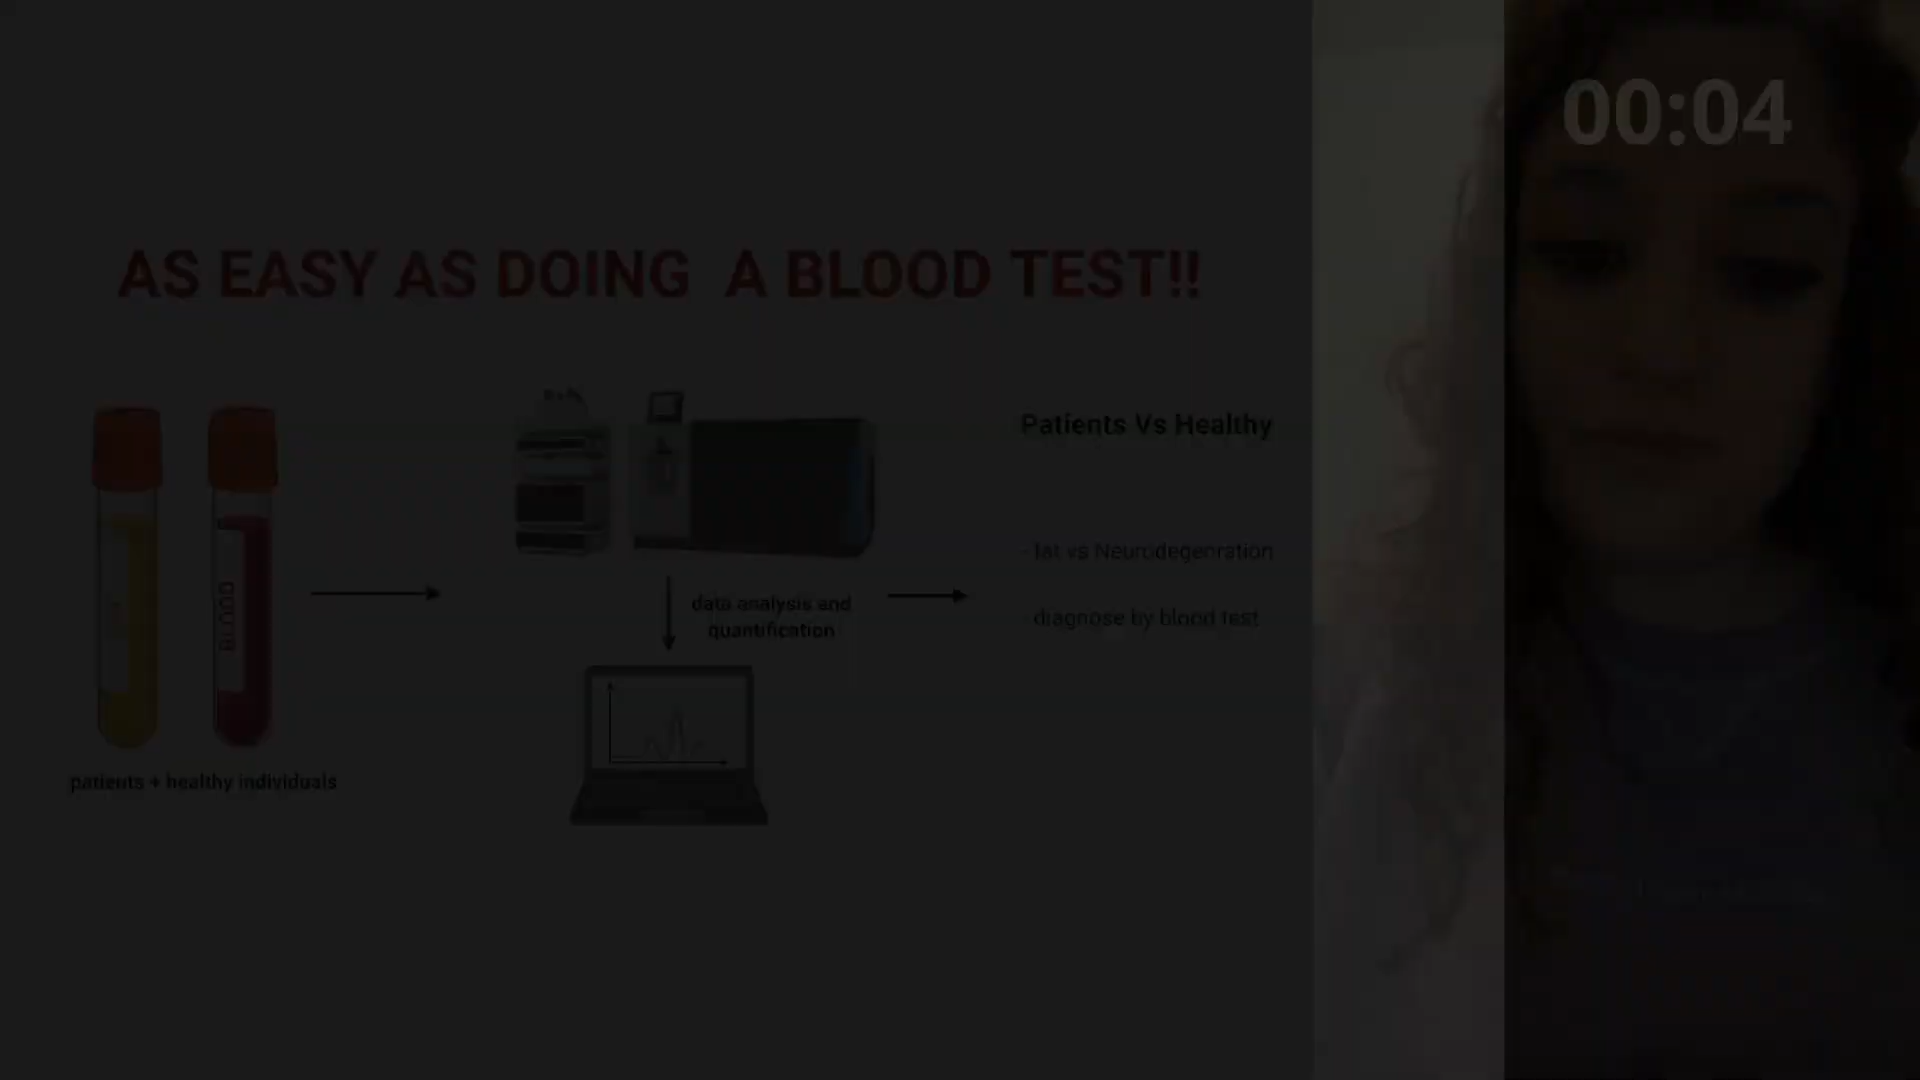 00:04
AS EASY AS DOING A BLOOD TEST!!
Patients Vs Healthy
- fat vs Neurodegenration
diagnose by blood test
data analysis and
quantification
BLOOD
patients + healthy individuals